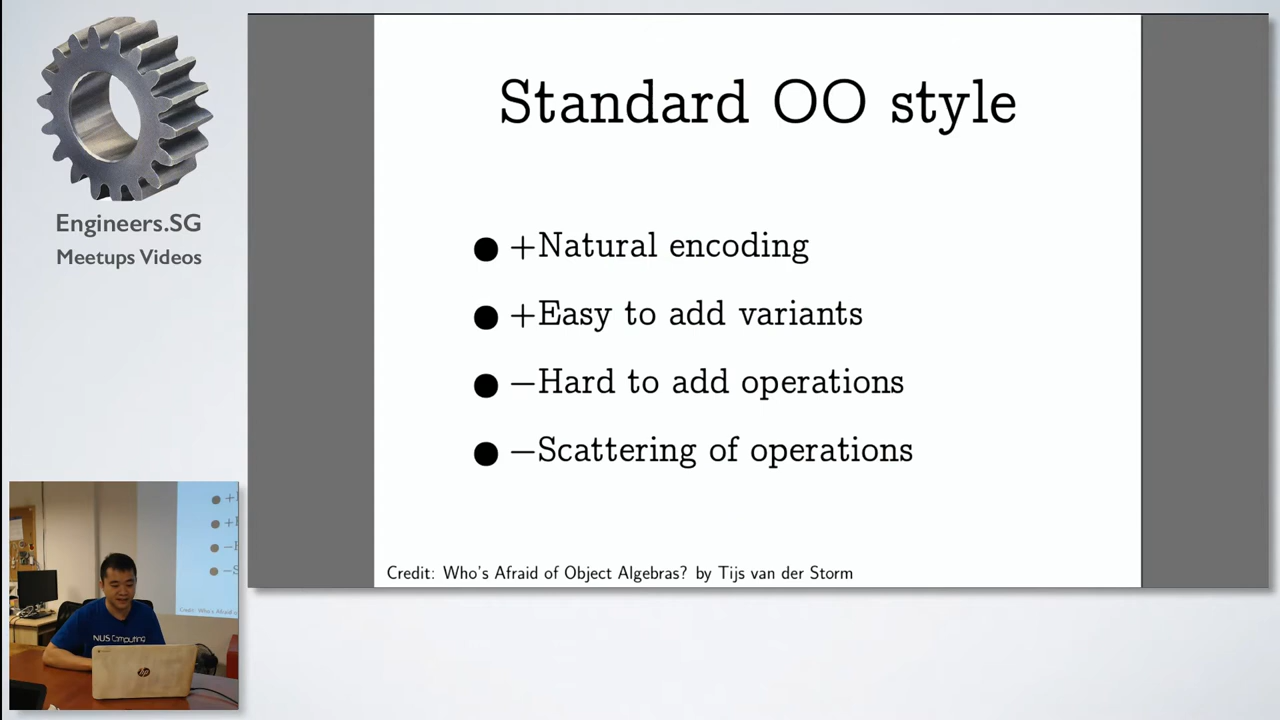 Standard OO style
+Natural encoding
+Easy to add variants
−Hard to add operations
−Scattering of operations
Credit: Who's Afraid of Object Algebras? by Tijs van der Storm
Engineers.SG
Meetups Videos
NUS Computing
hp